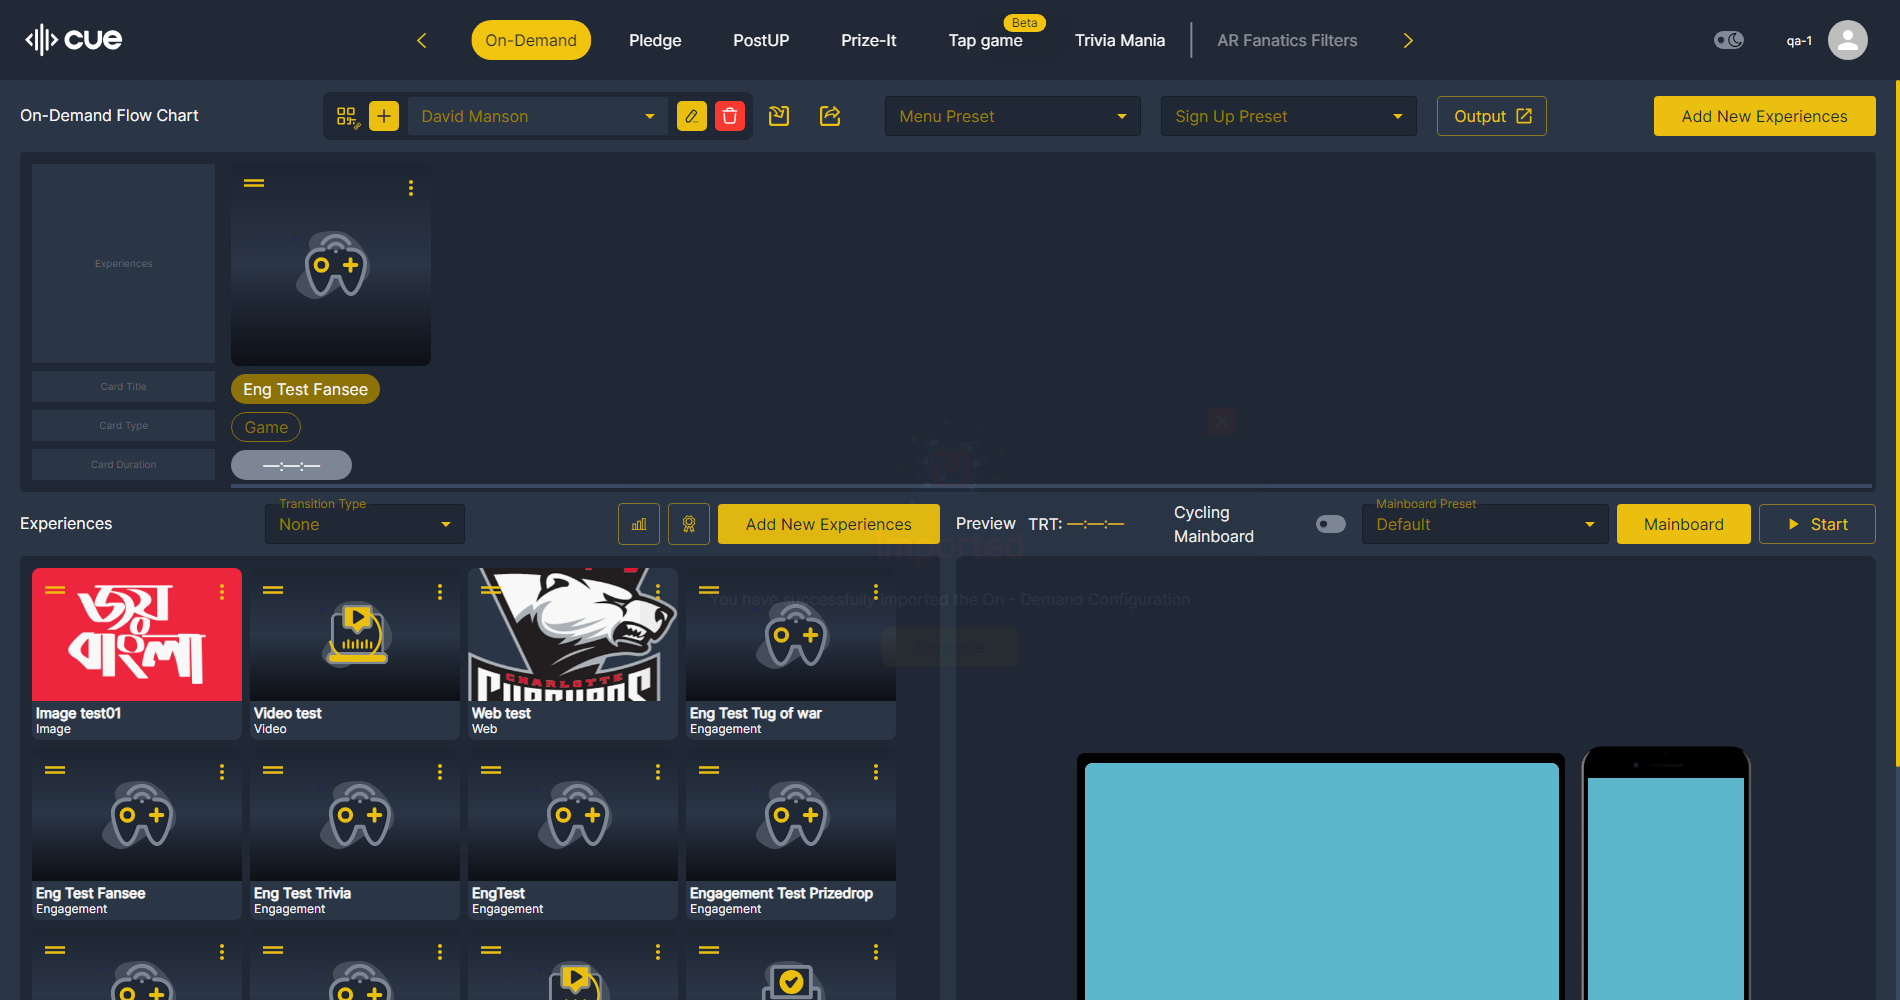 cue
On-Demand
Pledge
PostUP
Prize-It
Tap game
Beta
Trivia Mania
AR Fanatics Filters
qa-1
On-Demand Flow Chart
David Manson
Menu Preset
Sign Up Preset
Output
Add New Experiences
Experiences
Card Title
Card Type
Card Duration
Eng Test Fansee
Game
—:—:—
Experiences
Transition Type
None
Add New Experiences
Preview
TRT: —:—:—
Cycling
Mainboard
Mainboard Preset
Default
Mainboard
Start
Imported
You have successfully imported the On - Demand Configuration
জয়
বাংলা
Image test01
Image
Video test
Video
CHARLOTTE
Web test
Web
Eng Test Tug of war
Engagement
Eng Test Fansee
Engagement
Eng Test Trivia
Engagement
EngTest
Engagement
Engagement Test Prizedrop
Engagement